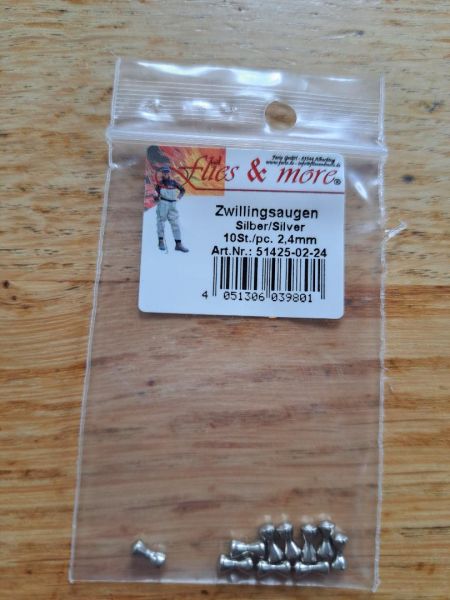 flies & more®
Zwillingsaugen
Silber/Silver
10St./pc. 2,4mm
Art.Nr.: 51425-02-24
4 051306 039801